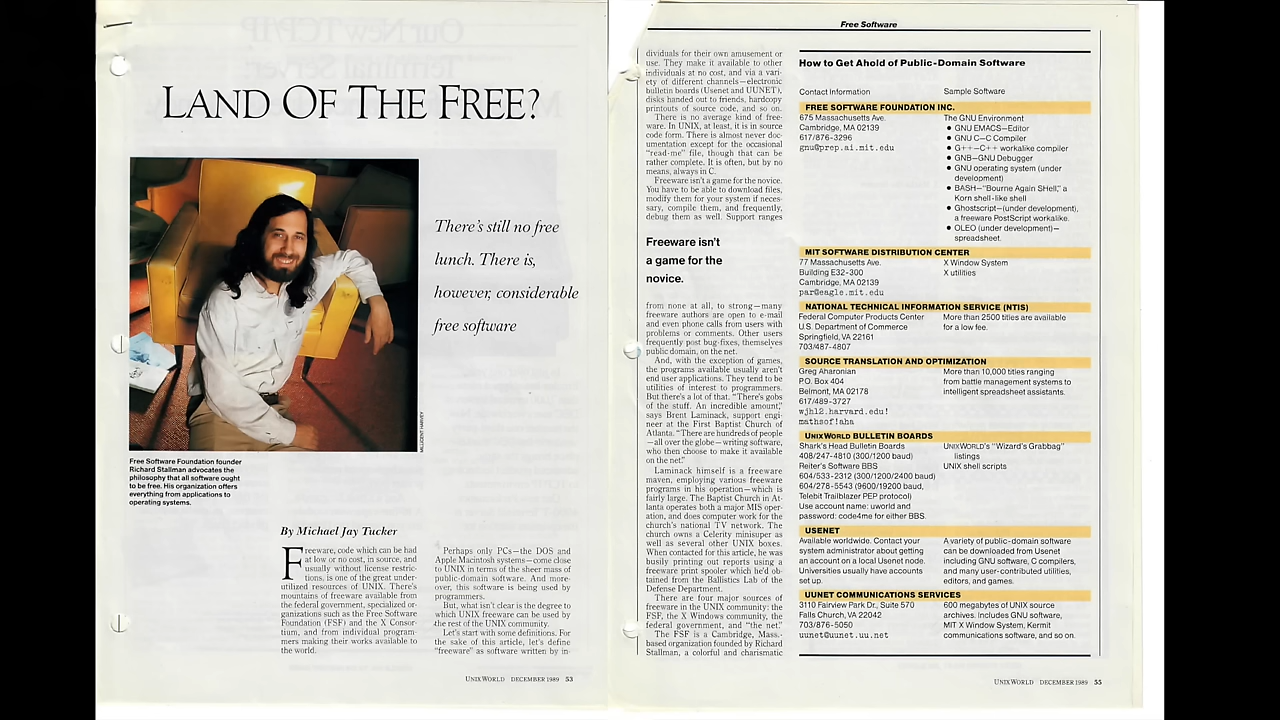 LAND OF THE FREE?
There's still no free
lunch. There is,
however, considerable
free software
MILLICENT HARVEY
Free Software Foundation founder
Richard Stallman advocates the
philosophy that all software ought
to be free. His organization offers
everything from applications to
operating systems.
By Michael Jay Tucker
Freeware, code which can be had
at low or no cost, in source, and
usually without license restric-
tions, is one of the great under-
utilized resources of UNIX. There's
mountains of freeware available from
the federal government, specialized or-
ganizations such as the Free Software
Foundation (FSF) and the X Consor-
tium, and from individual program-
mers making their works available to
the world.
Perhaps only PCs—the DOS and
Apple Macintosh systems—come close
to UNIX in terms of the sheer mass of
public-domain software. And more-
over, this is being used by
programmers.
But, what isn't clear is the degree to
which UNIX freeware can be used by
the rest of the UNIX community.
Let's start with some definitions. For
the sake of this article, let's define
"freeware" as software written by in-
UNIXWORLD DECEMBER 1989 53
Free Software
dividuals for their own amusement or
use. They make it available to other
individuals at no cost, and via a vari-
ety of different channels—electronic
bulletin boards (Usenet and UUNET),
disks handed out to friends, hardcopy
printouts of source code, and so on.
There is no average kind of free-
ware. In UNIX, at least, it is in source
code form. There is almost never doc-
umentation except for the occasional
"read-me" file, though that can be
rather complete. It is often, but by no
means, always in C.
Freeware isn't a game for the novice.
You have to be able to download files,
modify them for your system if neces-
sary, compile them, and frequently,
debug them as well. Support ranges
Freeware isn't
a game for the
novice.
from none at all, to strong—many
freeware authors are open to e-mail
and even phone calls from users with
problems or comments. Other users
frequently post bug-fixes, themselves
public domain, on the net.
And, with the exception of games,
the programs available usually aren't
end user applications. They tend to be
utilities of interest to programmers.
But there's a lot of that. "There's gobs
of the stuff. An incredible amount,"
says Brent Laminack, support engi-
neer at the First Baptist Church of
Atlanta. "There are hundreds of people
—all over the globe—writing software,
who then choose to make it available
on the net."
Laminack himself is a freeware
maven, employing various freeware
programs in his operation—which is
fairly large. The Baptist Church in At-
lanta operates both a major MIS oper-
ation, and does computer work for the
church's national TV network. The
church owns a Celerity minisuper as
well as several other UNIX boxes.
When contacted for this article, he was
busily printing out reports using a
freeware print spooler which he'd ob-
tained from the Ballistics Lab of the
Defense Department.
There are four major sources of
freeware in the UNIX community: the
FSF, the X Windows community, the
federal government, and "the net."
The FSF is a Cambridge, Mass.-
based organization founded by Richard
Stallman, a colorful and charismatic
How to Get Ahold of Public-Domain Software
Contact Information Sample Software
FREE SOFTWARE FOUNDATION INC.
675 Massachusetts Ave. The GNU Environment
Cambridge, MA 02139 • GNU EMACS—Editor
617/876-3296 • GNU C—C Compiler
gnu@prep.ai.mit.edu • G++—C++ workalike compiler
• GNB—GNU Debugger
• GNU operating system (under
development)
• BASH—"Bourne Again SHell," a
Korn shell-like shell
• Ghostscript—(under development),
a freeware PostScript workalike.
• OLEO (under development)—
spreadsheet.
MIT SOFTWARE DISTRIBUTION CENTER
77 Massachusetts Ave. X Window System
Building E32-300 X utilities
Cambridge, MA 02139
par@eagle.mit.edu
NATIONAL TECHNICAL INFORMATION SERVICE (NTIS)
Federal Computer Products Center More than 2500 titles are available
U.S. Department of Commerce for a low fee.
Springfield, VA 22161
703/487-4807
SOURCE TRANSLATION AND OPTIMIZATION
Greg Aharonian More than 10,000 titles ranging
P.O. Box 404 from battle management systems to
Belmont, MA 02178 intelligent spreadsheet assistants.
617/489-3727
wjhl2.harvard.edu!
mathsof!aha
UNIXWORLD BULLETIN BOARDS
Shark's Head Bulletin Boards UNIXWORLD's "Wizard's Grabbag"
408/247-4810 (300/1200 baud) listings
Reiter's Software BBS UNIX shell scripts
604/533-2312 (300/1200/2400 baud)
604/278-5543 (9600/19200 baud,
Telebit Trailblazer PEP protocol)
Use account name: uworld and
password: code4me for either BBS.
USENET
Available worldwide. Contact your A variety of public-domain software
system administrator about getting can be downloaded from Usenet
an account on a local Usenet node. including GNU software, C compilers,
Universities usually have accounts and many user-contributed utilities,
set up. editors, and games.
UUNET COMMUNICATIONS SERVICES
3110 Fairview Park Dr., Suite 570 600 megabytes of UNIX source
Falls Church, VA 22042 archives. Includes GNU software,
703/876-5050 MIT X Window System, Kermit
uunet@uunet.uu.net communications software, and so on.
UNIXWORLD DECEMBER 1989 55